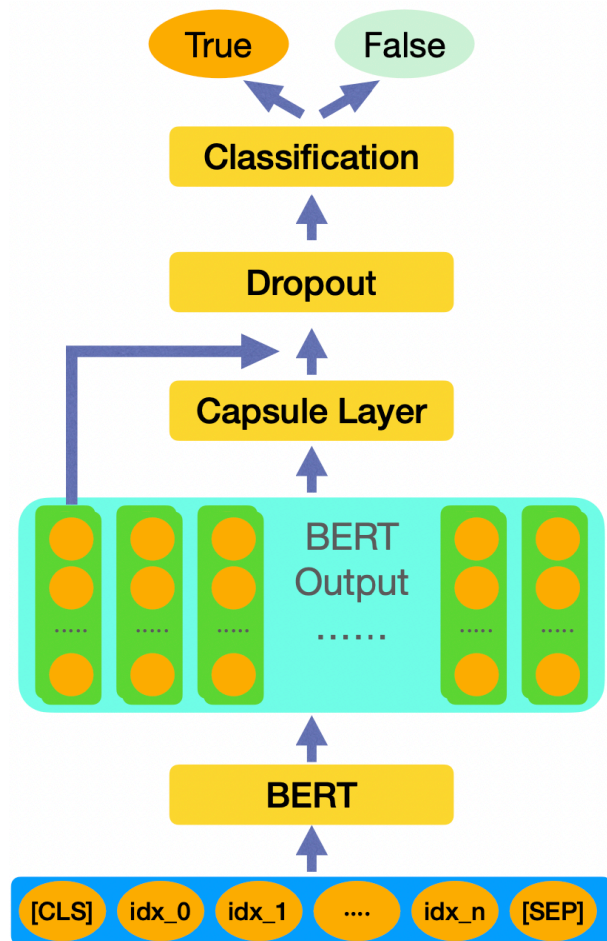 True False
Classification
Dropout
Capsule Layer
BERT
Output
......
..... ..... ..... ..... .....
BERT
[CLS] idx_0 idx_1 .... idx_n [SEP]